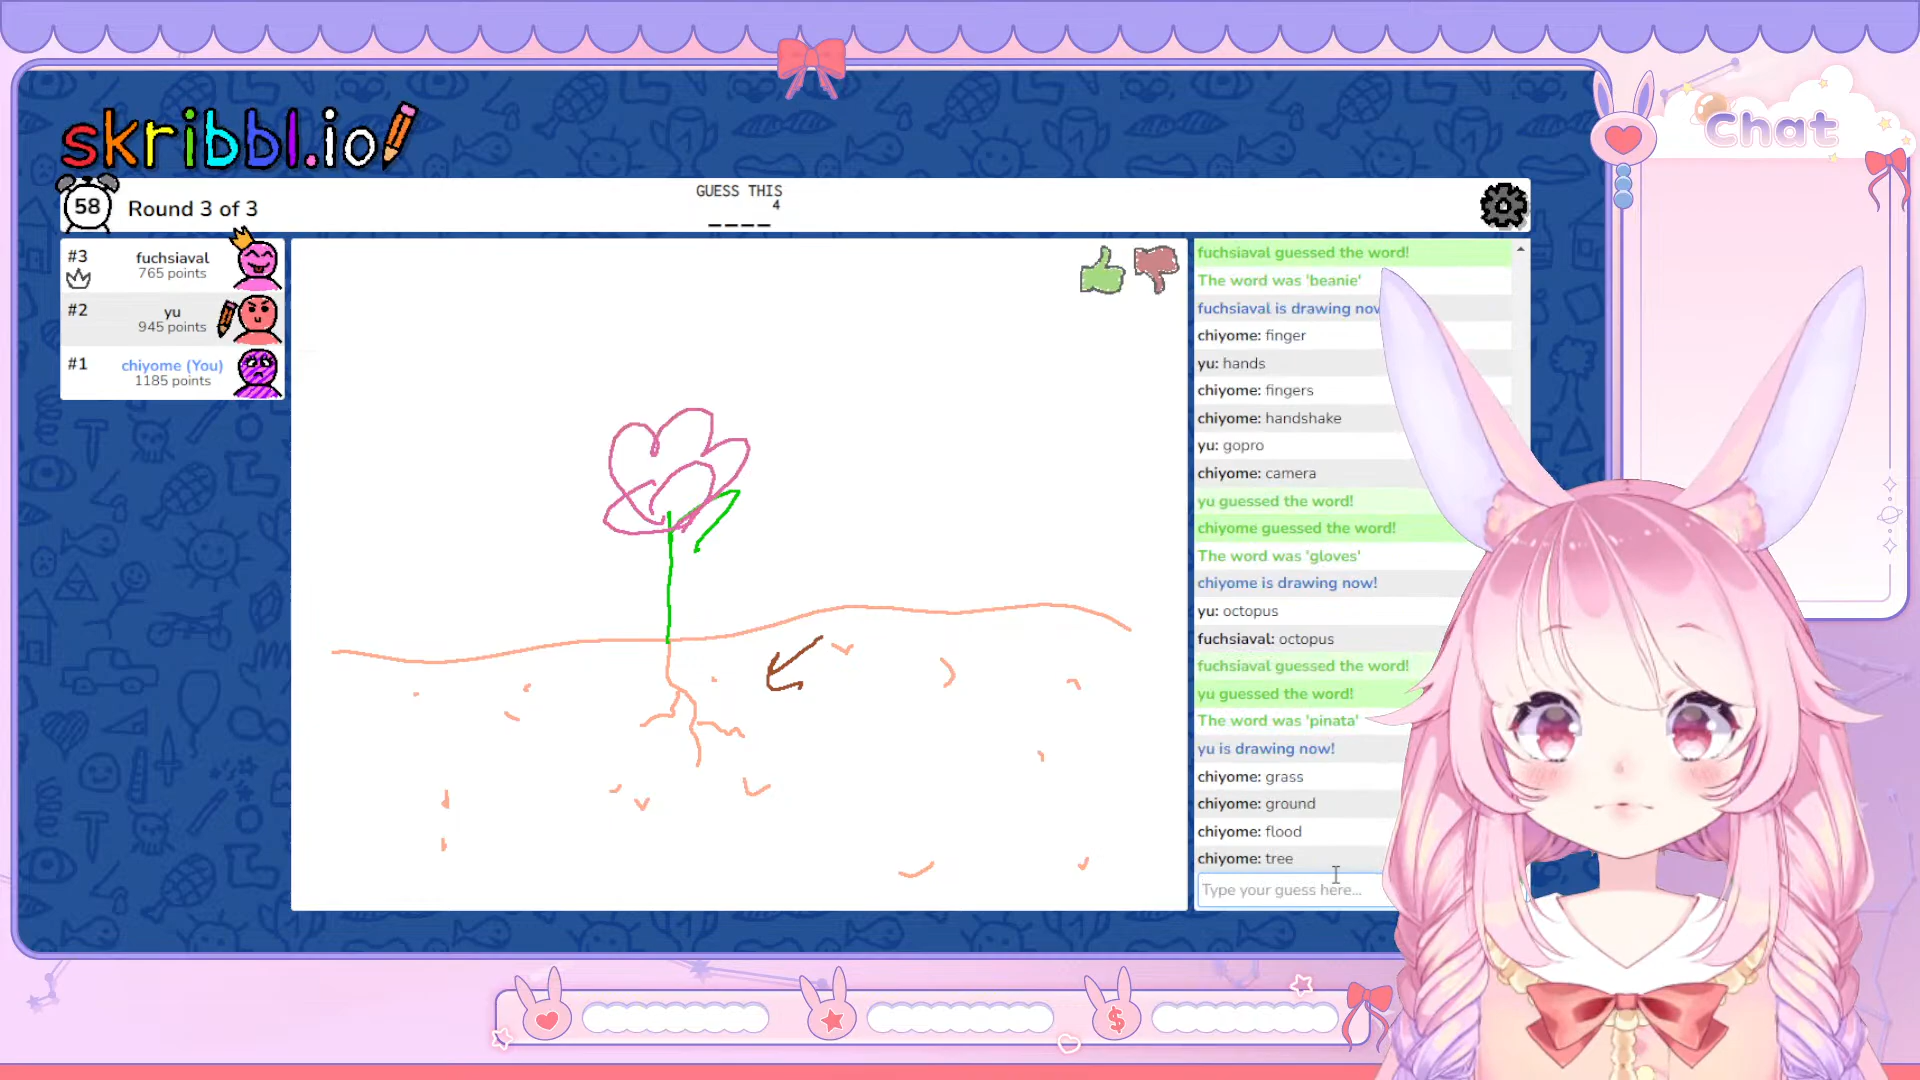 skribbl.io
Chat
58
Round 3 of 3
GUESS THIS
4
____
#3
fuchsiaval
765 points
#2
yu
945 points
#1
chiyome (You)
1185 points
fuchsiaval guessed the word!
The word was 'beanie'
fuchsiaval is drawing now
chiyome: finger
yu: hands
chiyome: fingers
chiyome: handshake
yu: gopro
chiyome: camera
yu guessed the word!
chiyome guessed the word!
The word was 'gloves'
chiyome is drawing now!
yu: octopus
fuchsiaval: octopus
fuchsiaval guessed the word!
yu guessed the word!
The word was 'pinata'
yu is drawing now!
chiyome: grass
chiyome: ground
chiyome: flood
chiyome: tree
Type your guess here...
$